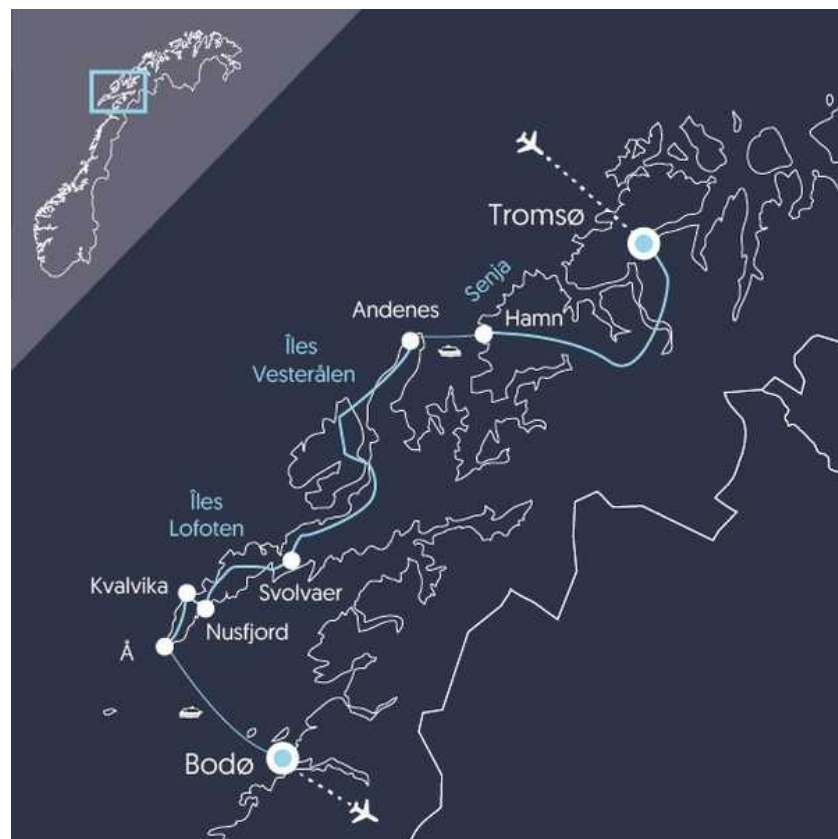 Tromsø
Senja
Andenes
Hamn
Îles
Vesterålen
Îles
Lofoten
Kvalvika
Svolvaer
Nusfjord
Å
Bodø